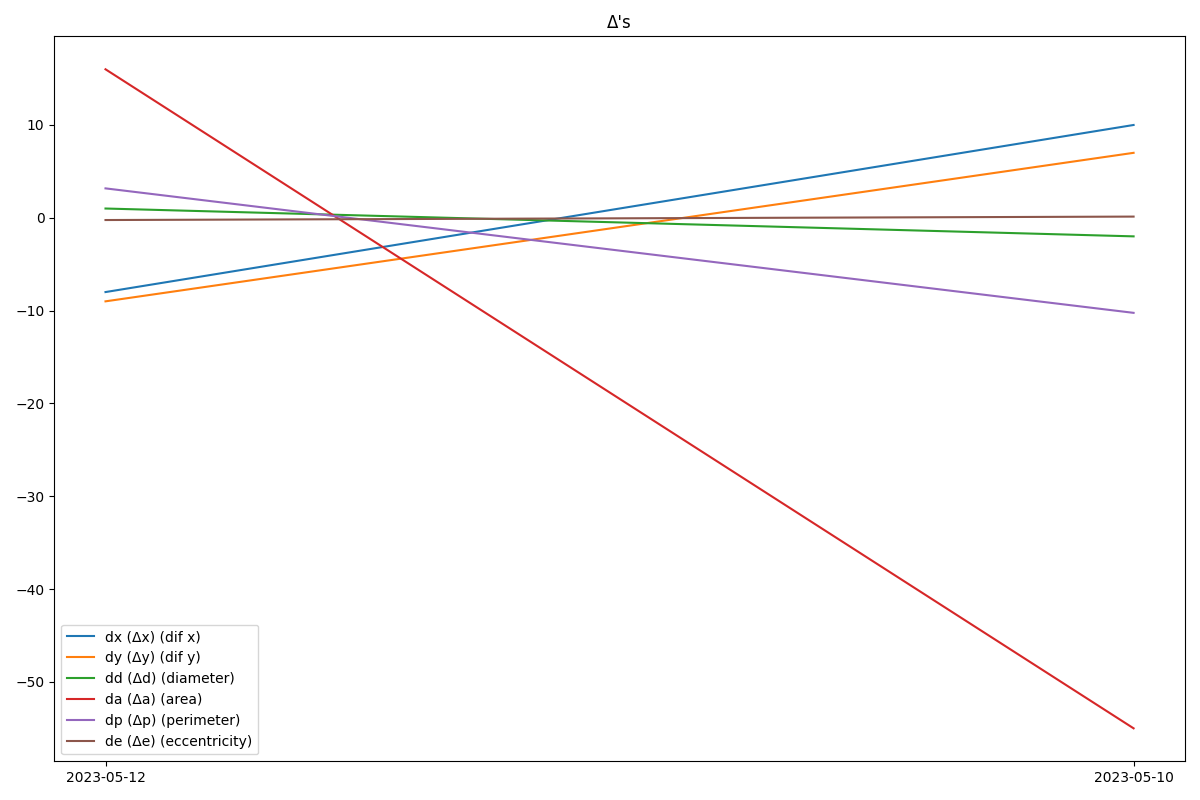 Δ's
10
0
−10
−20
−30
−40
−50
dx (Δx) (dif x)
dy (Δy) (dif y)
dd (Δd) (diameter)
da (Δa) (area)
dp (Δp) (perimeter)
de (Δe) (eccentricity)
2023-05-12 2023-05-10